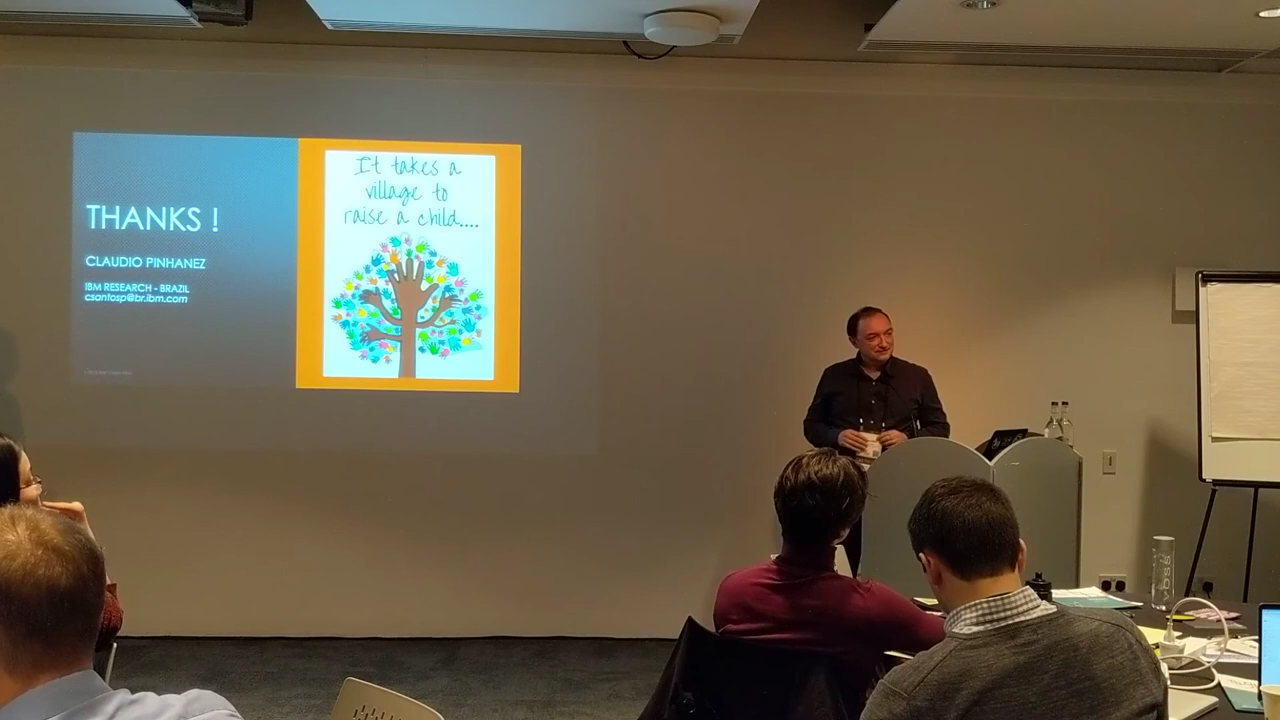 THANKS !
CLAUDIO PINHANEZ
IBM RESEARCH - BRAZIL
csantosp@br.ibm.com
It takes a
village to
raise a child....